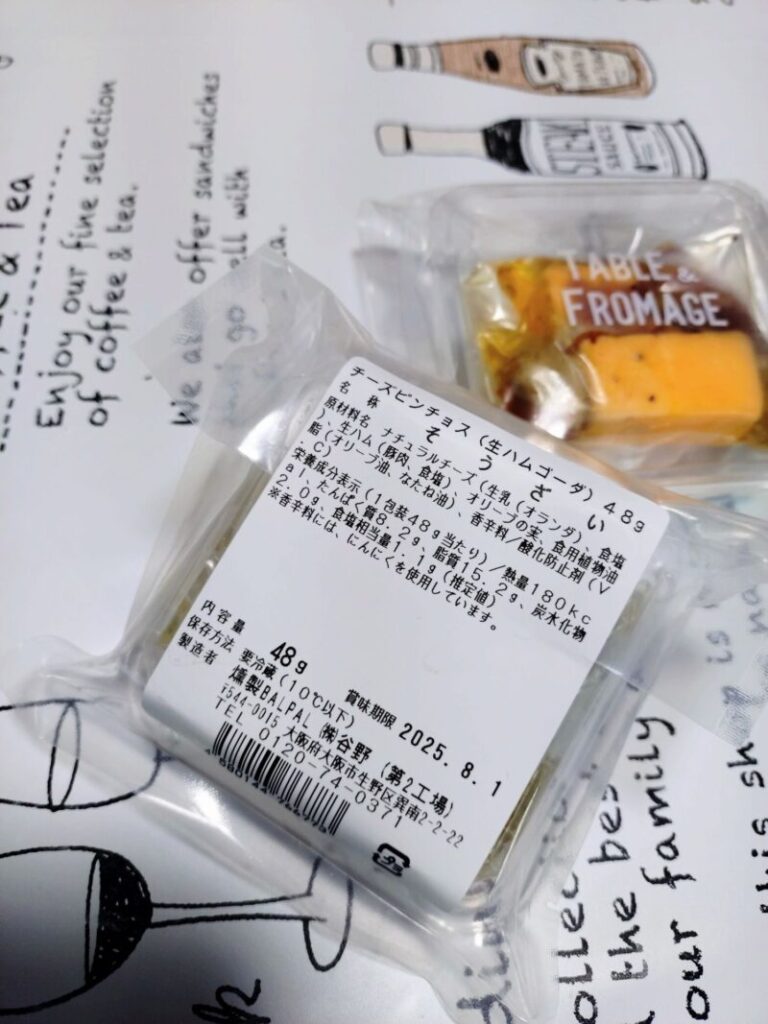 Enjoy our fine selection
of coffee & tea.
offer sandwiches
with
STEAK
SAUCE
TABLE &
FROMAGE
チーズピンチョス (生ハムゴーダ) 48g
名称 そうざい
原材料名 ナチュラルチーズ (生乳 (オランダ)、食塩
)、生ハム (豚肉、食塩)、オリーブの実、食用植物油
脂 (オリーブ油、なたね油)、香辛料/酸化防止剤 (V
.C)
栄養成分表示 (1包装48g当たり) /熱量180kc
al、たんぱく質8.2g、脂質15.2g、炭水化物
2.0g、食塩相当量1.1g (推定値)
※香辛料には、にんにくを使用しています。
内容量 48g 賞味期限 2025.8.1
保存方法 要冷蔵 (10℃以下)
製造者 燻製BALPAL ㈱谷野 (第2工場)
〒544-0015 大阪府大阪市生野区巽南2-2-22
TEL 0120-74-0371
プラ
the bes
our family